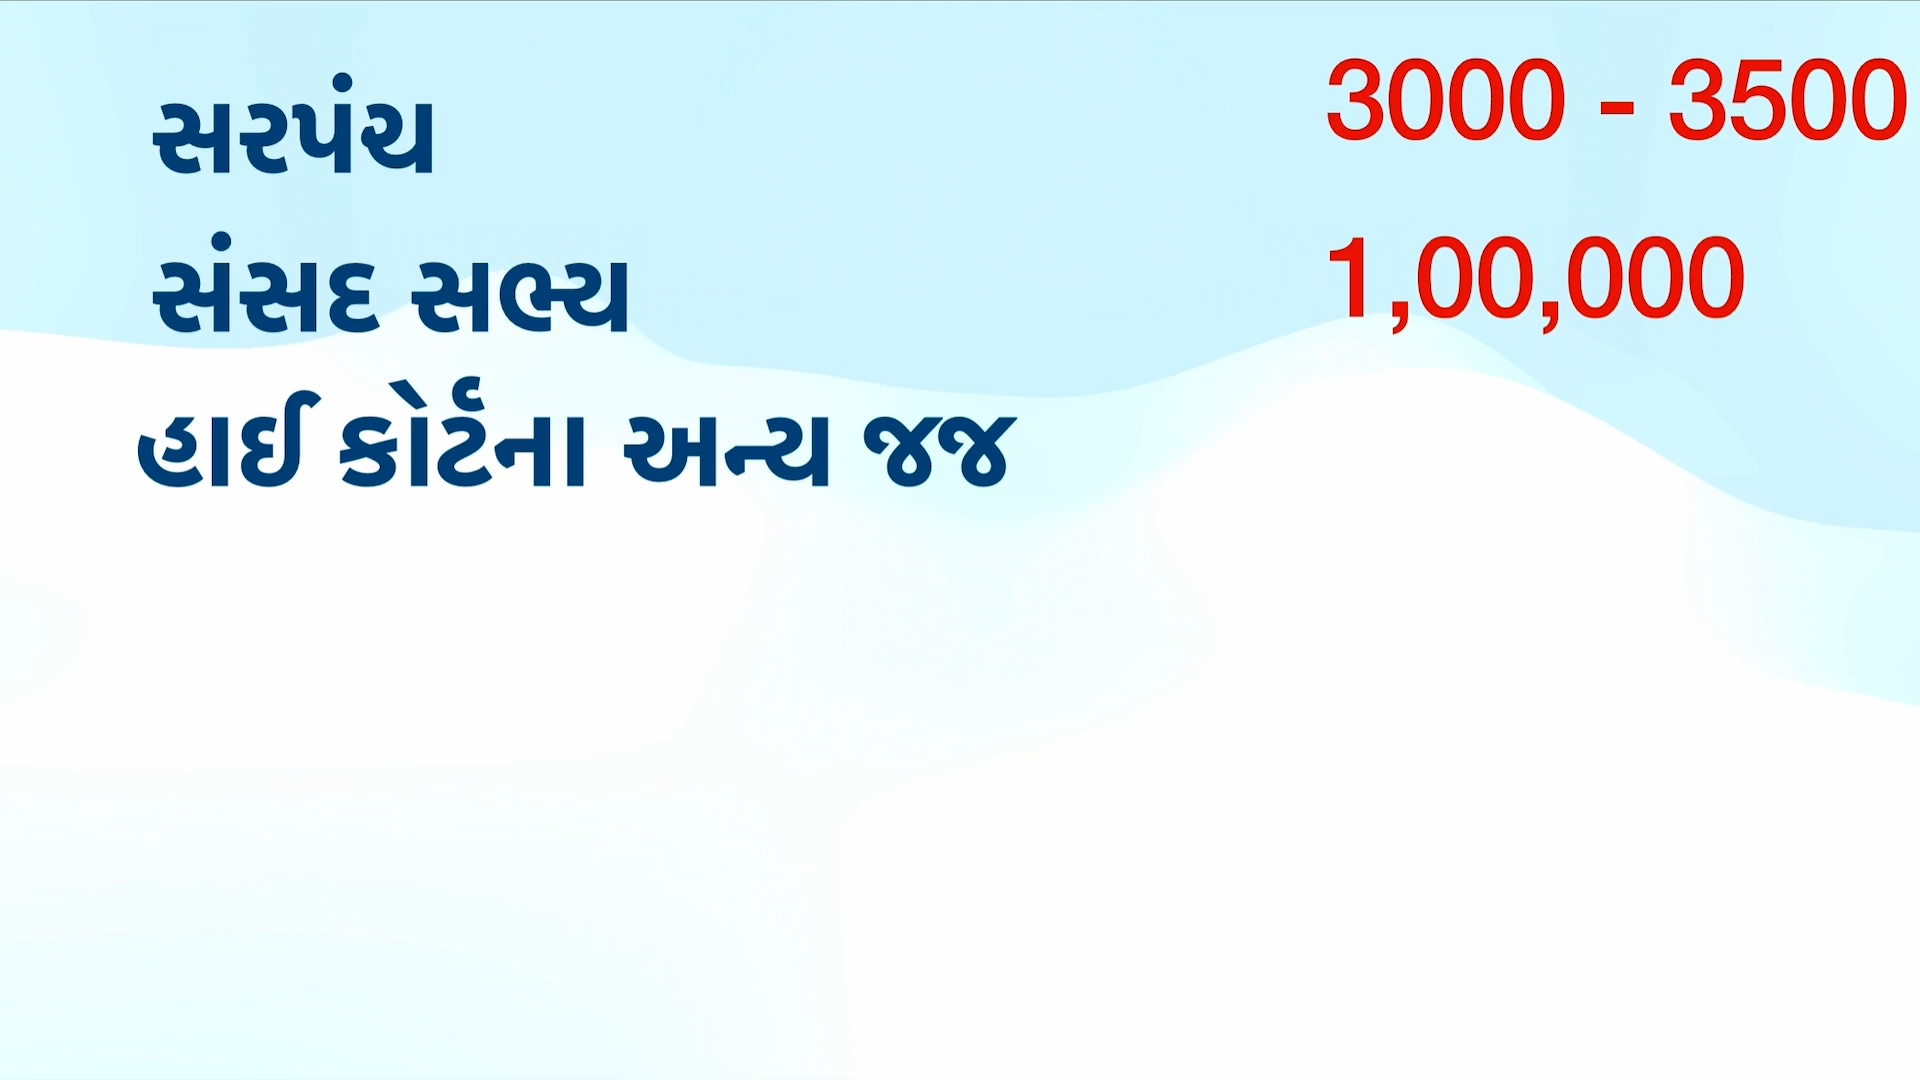 સરપંચ 3000 - 3500
સંસદ સભ્ય 1,00,000
હાઈ કોર્ટના અન્ય જજ